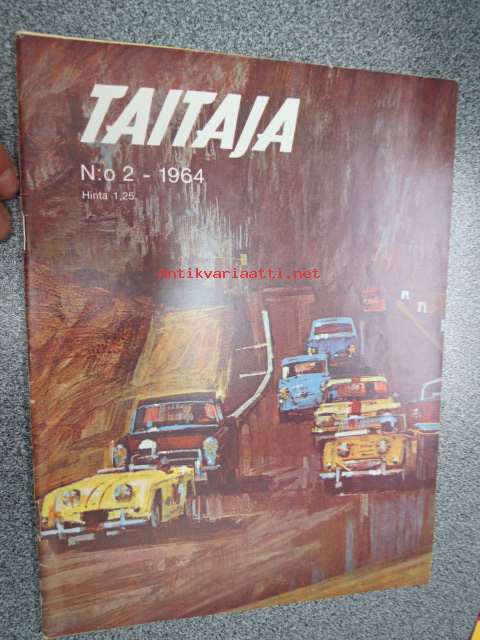 TAITAJA
N:o 2 - 1964
Hinta 1,25
Antikvariaatti.net